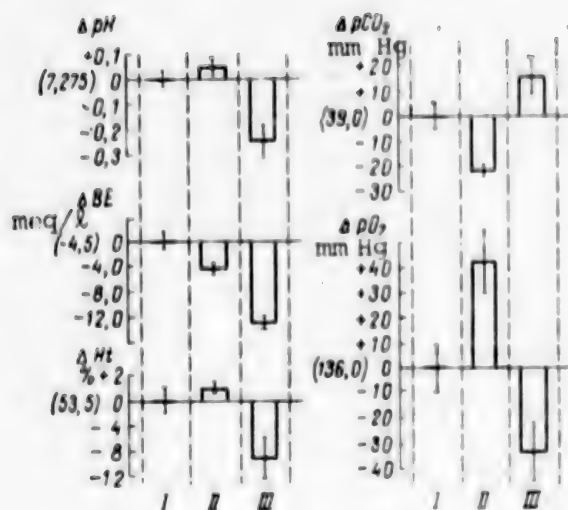 Δ pH
+0,1
(7,275) 0
-0,1
-0,2
-0,3
Δ BE
meq/ℓ
(-4,5) 0
-4,0
-8,0
-12,0
Δ Ht
% +2
(53,5) 0
-4
-8
-12
I II III
Δ pCO₂
mm Hg
+20
+10
(39,0) 0
-10
-20
-30
Δ pO₂
mm Hg
+40
+30
+20
+10
(136,0) 0
-10
-20
-30
-40
I II III